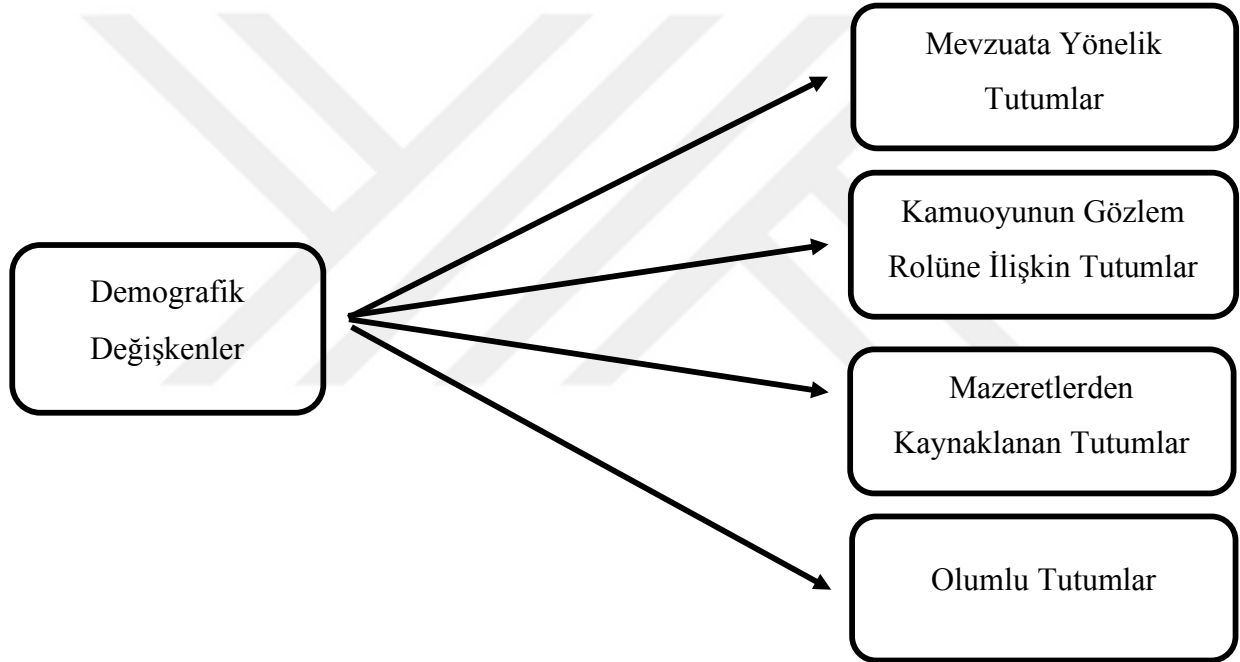 Mevzuata Yönelik
Tutumlar
Kamuoyunun Gözlem
Rolüne İlişkin Tutumlar
Demografik
Değişkenler
Mazeretlerden
Kaynaklanan Tutumlar
Olumlu Tutumlar